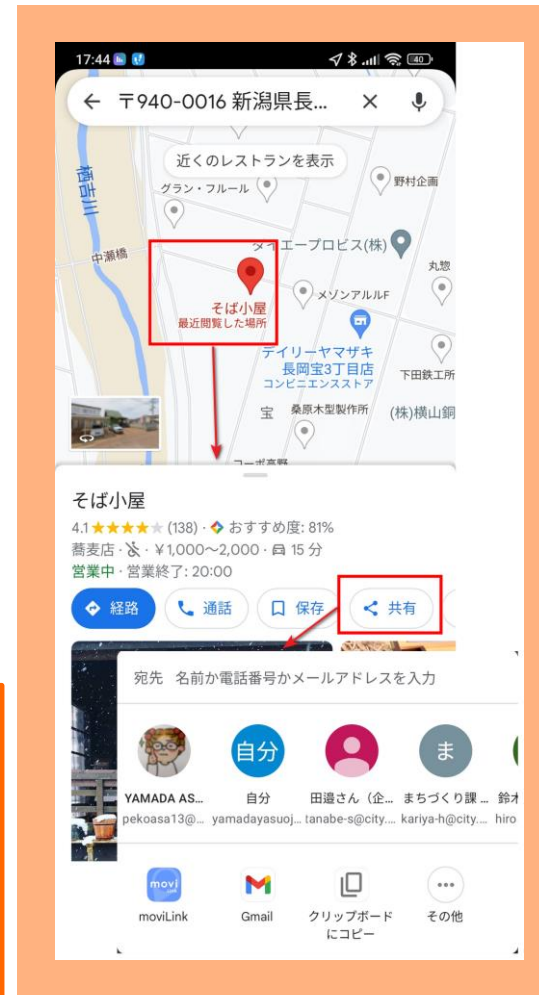 17:44
40
〒940-0016 新潟県長...
近くのレストランを表示
栖吉川
グラン・フルール
野村企画
中瀬橋
ダイエープロビス(株)
丸惣
メゾンアルルF
そば小屋
最近閲覧した場所
デイリーヤマザキ
長岡宝3丁目店
コンビニエンスストア
下田鉄工所
宝
桑原木型製作所
(株)横山銅
コーポ高野
そば小屋
4.1 ★★★★★ (138) · おすすめ度: 81%
蕎麦店 · ¥1,000～2,000 · 15 分
営業中 · 営業終了: 20:00
経路
通話
保存
共有
宛先 名前か電話番号かメールアドレスを入力
自分
ま
YAMADA AS... 自分 田邉さん（企... まちづくり課 ... 鈴木
pekoasa13@... yamadayasuoj... tanabe-s@city.... kariya-h@city.... hiro
movi
LINK
moviLink
Gmail
クリップボード
にコピー
その他